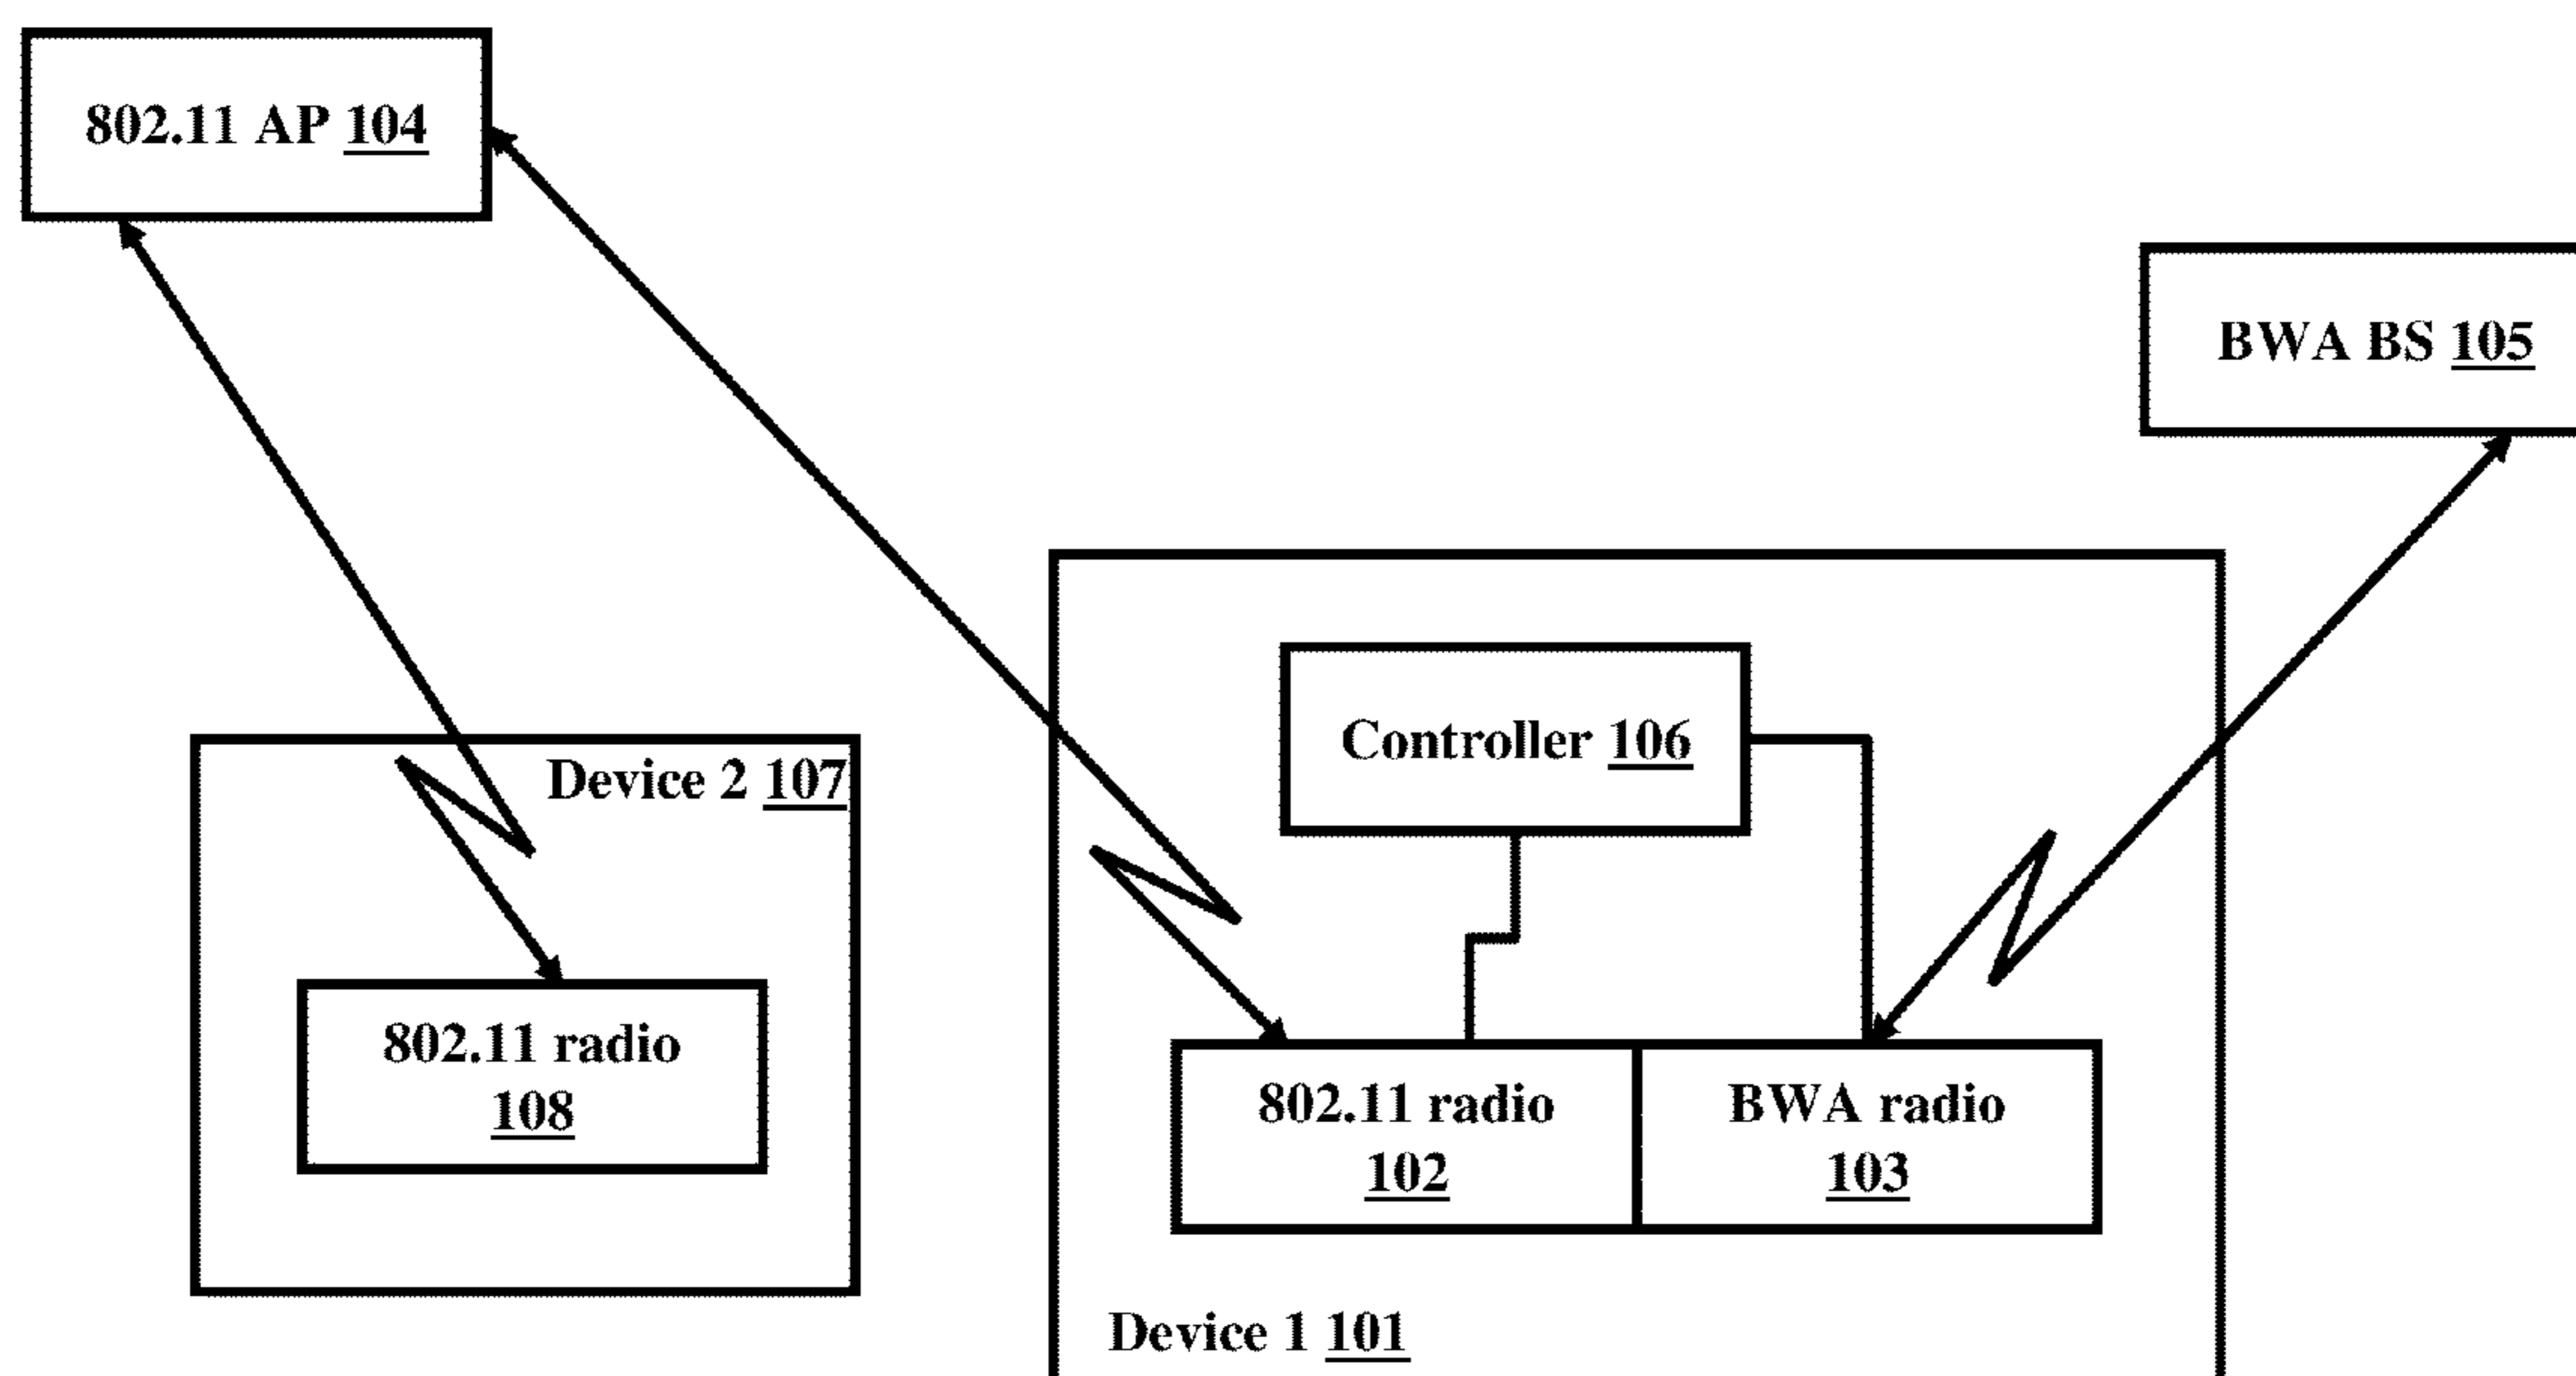 802.11 AP 104
BWA BS 105
Controller 106
Device 2 107
802.11 radio
108
802.11 radio
102
BWA radio
103
Device 1 101